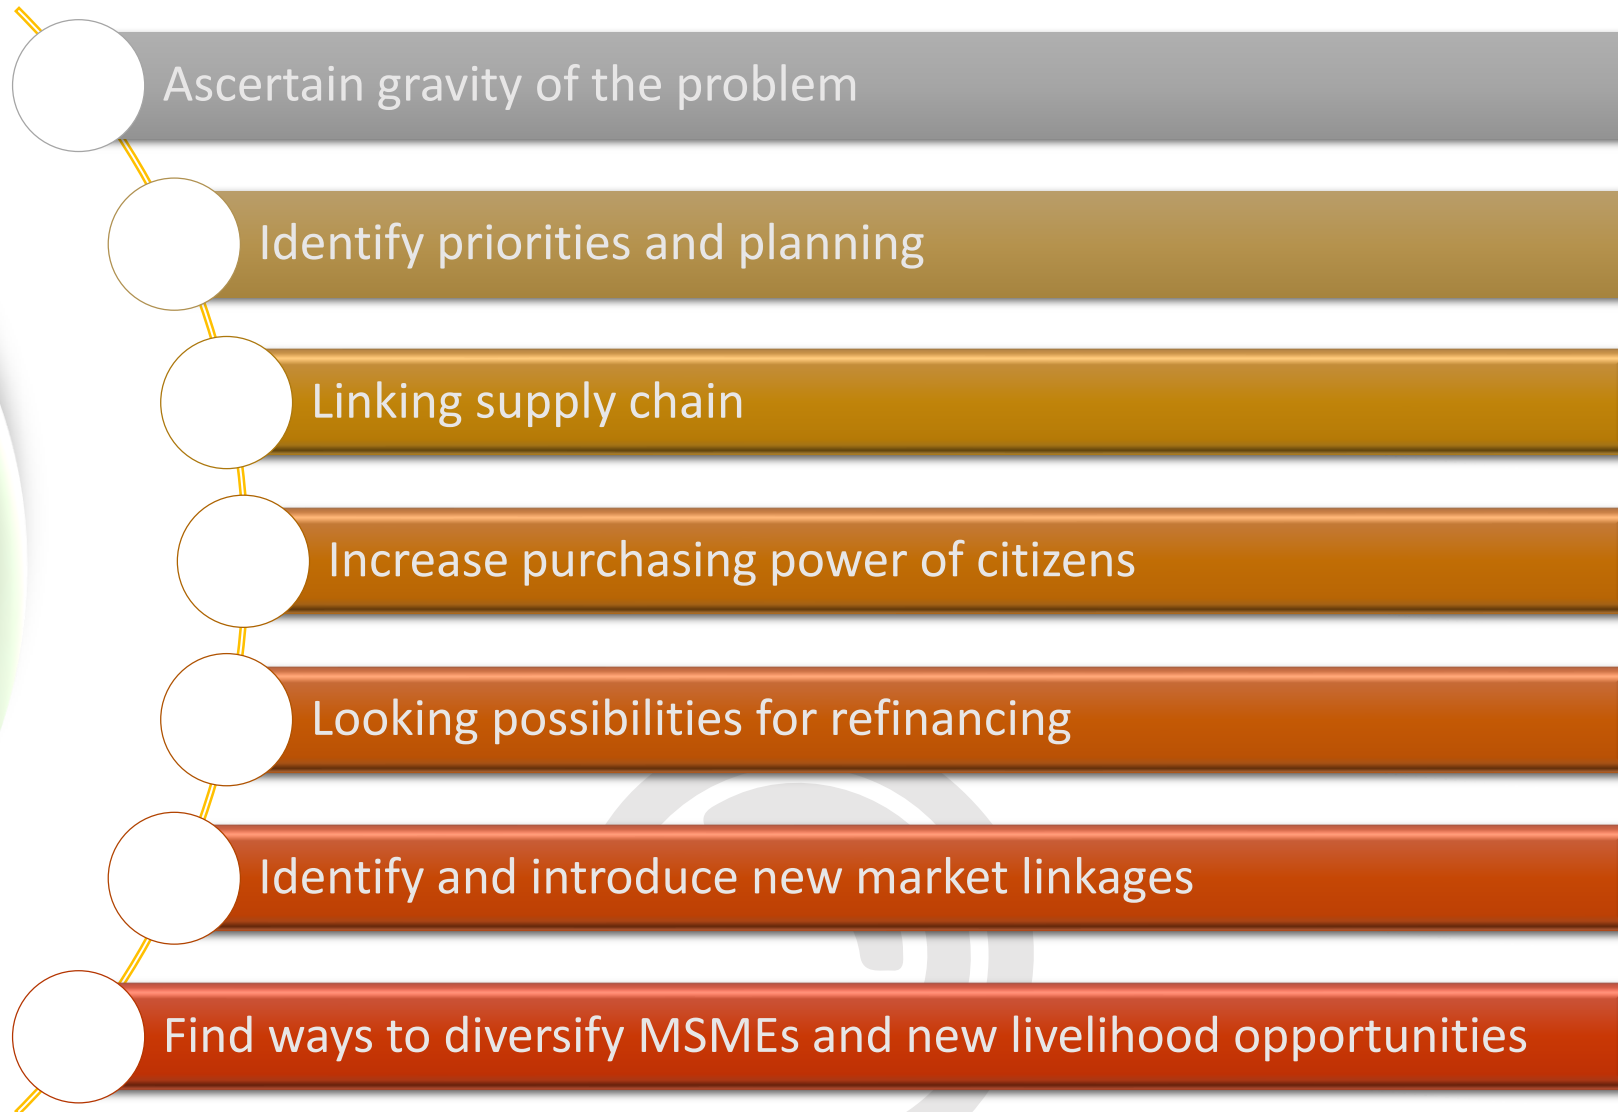 Ascertain gravity of the problem
Identify priorities and planning
Linking supply chain
Increase purchasing power of citizens
Looking possibilities for refinancing
Identify and introduce new market linkages
Find ways to diversify MSMEs and new livelihood opportunities